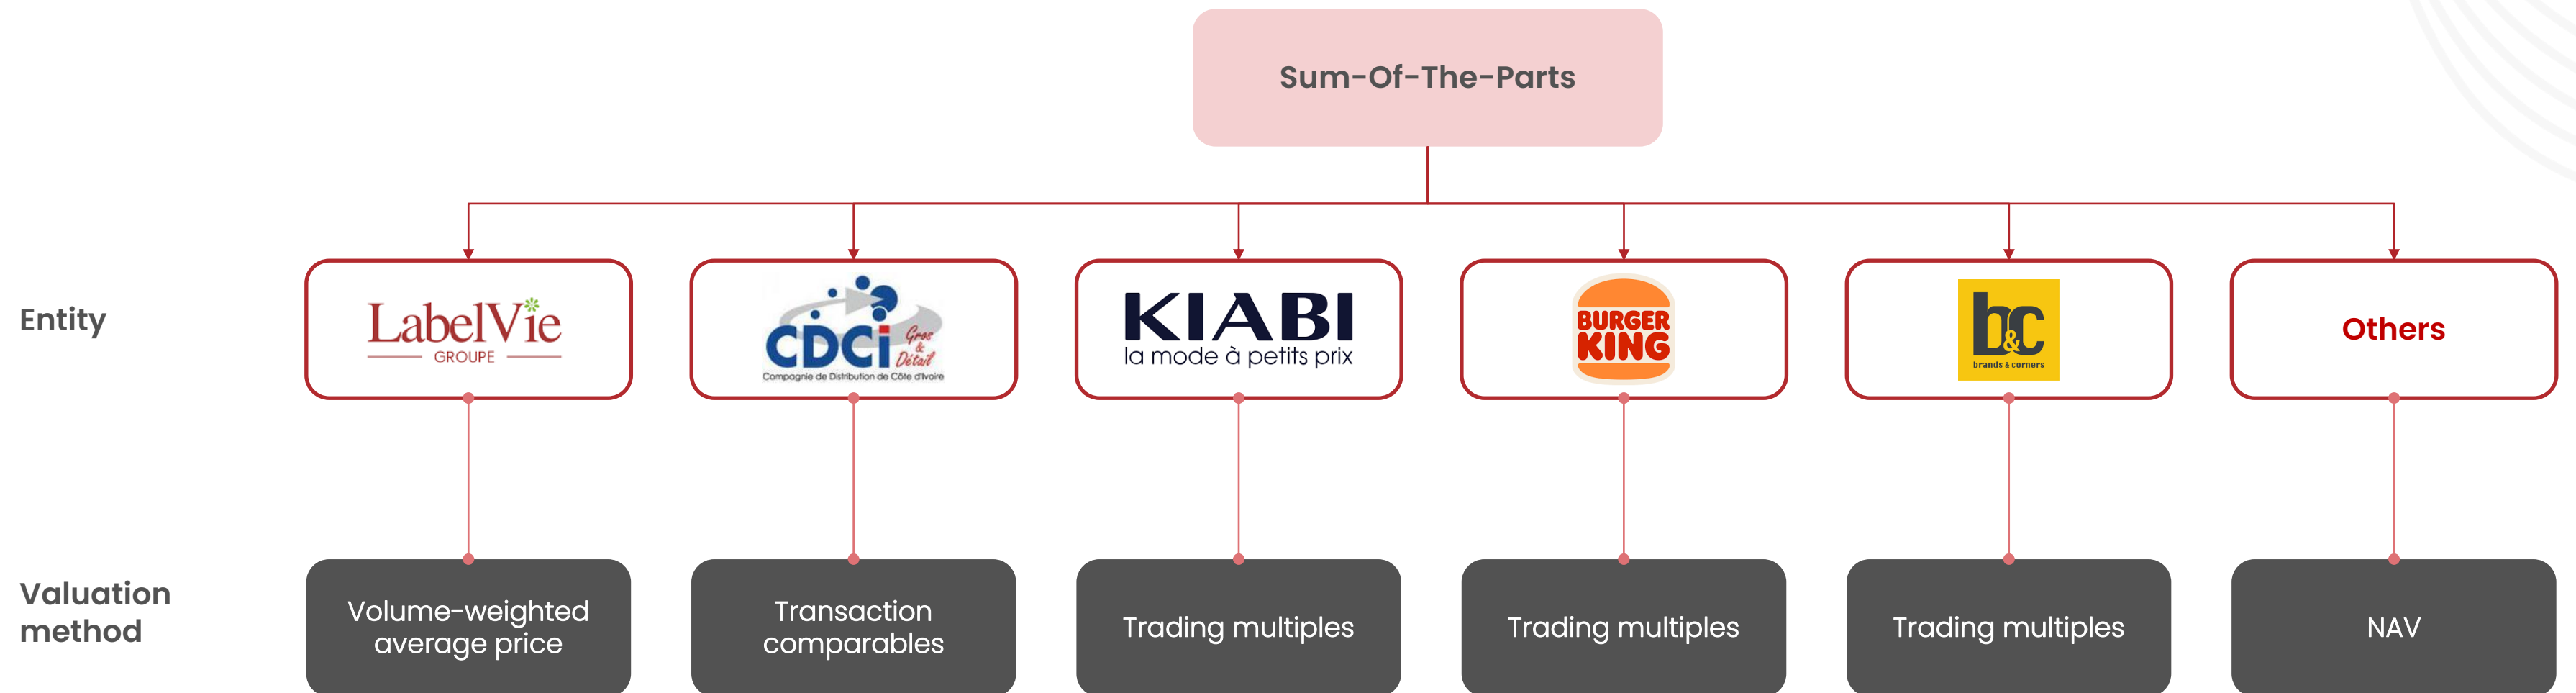 Sum-Of-The-Parts
Entity
LabelVie
GROUPE
CDCi
Gros
&
Détail
Compagnie de Distribution de Côte d'Ivoire
KIABI
la mode à petits prix
BURGER
KING
b&c
brands & corners
Others
Valuation
method
Volume-weighted
average price
Transaction
comparables
Trading multiples
Trading multiples
Trading multiples
NAV